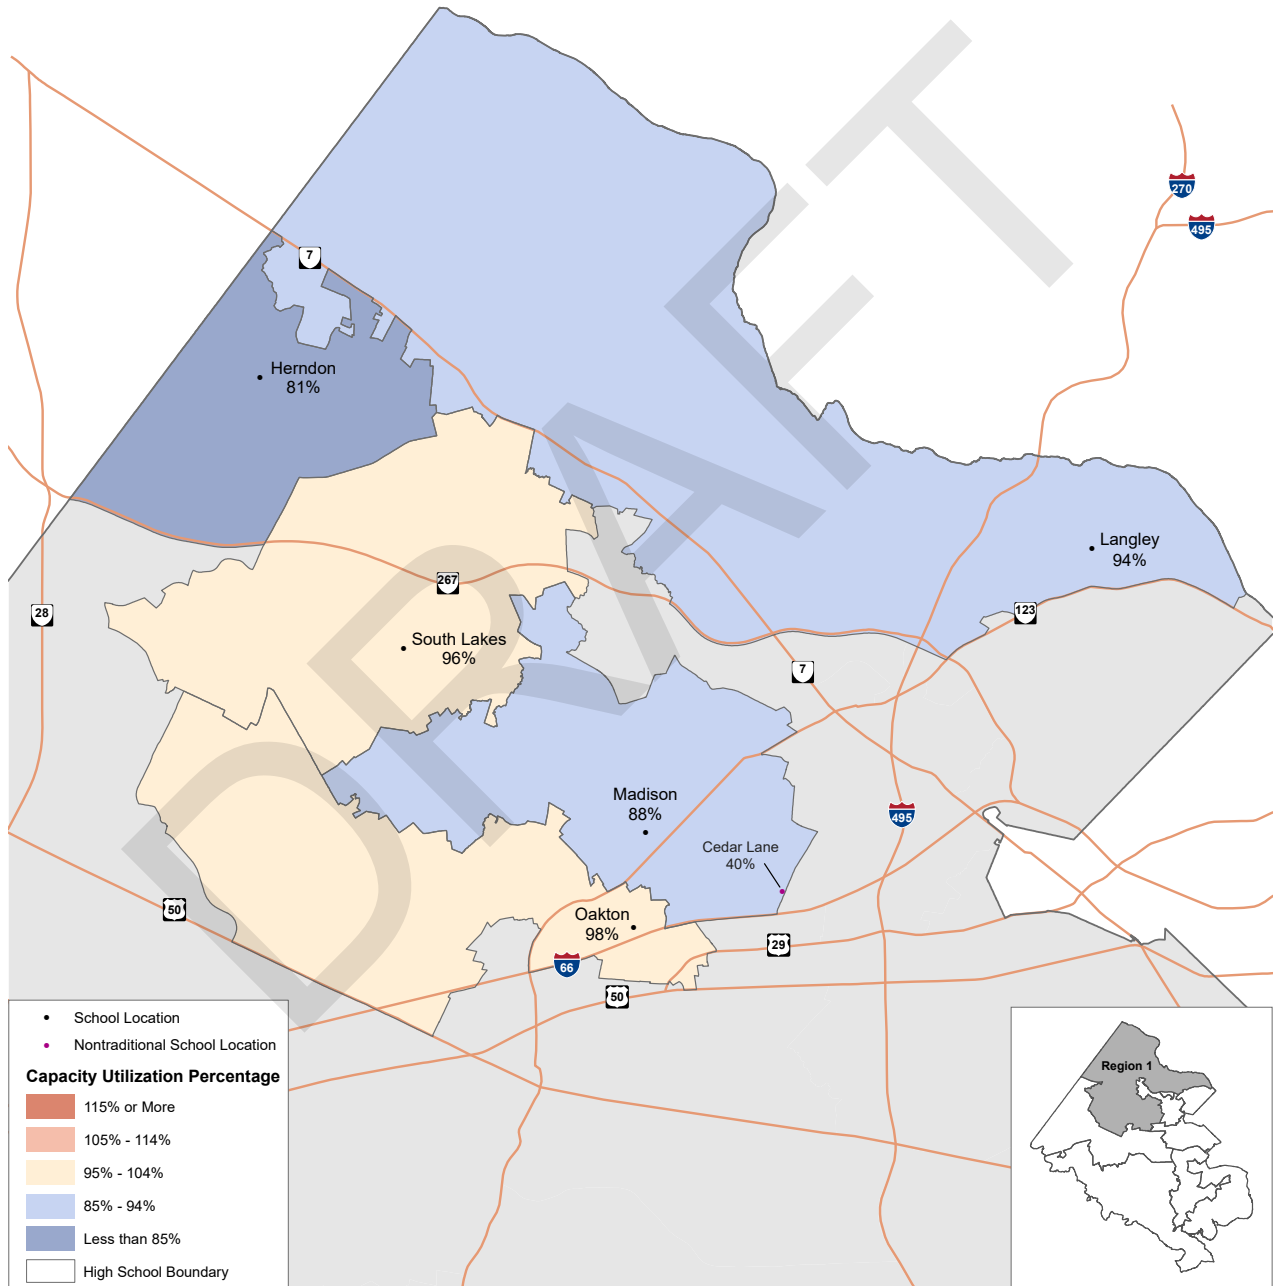 DRAFT
270
495
7
Herndon
81%
Langley
94%
267
28
123
South Lakes
96%
7
Madison
88%
495
Cedar Lane
40%
50
Oakton
98%
29
66
50
School Location
Nontraditional School Location
Capacity Utilization Percentage
115% or More
105% - 114%
95% - 104%
85% - 94%
Less than 85%
High School Boundary
Region 1